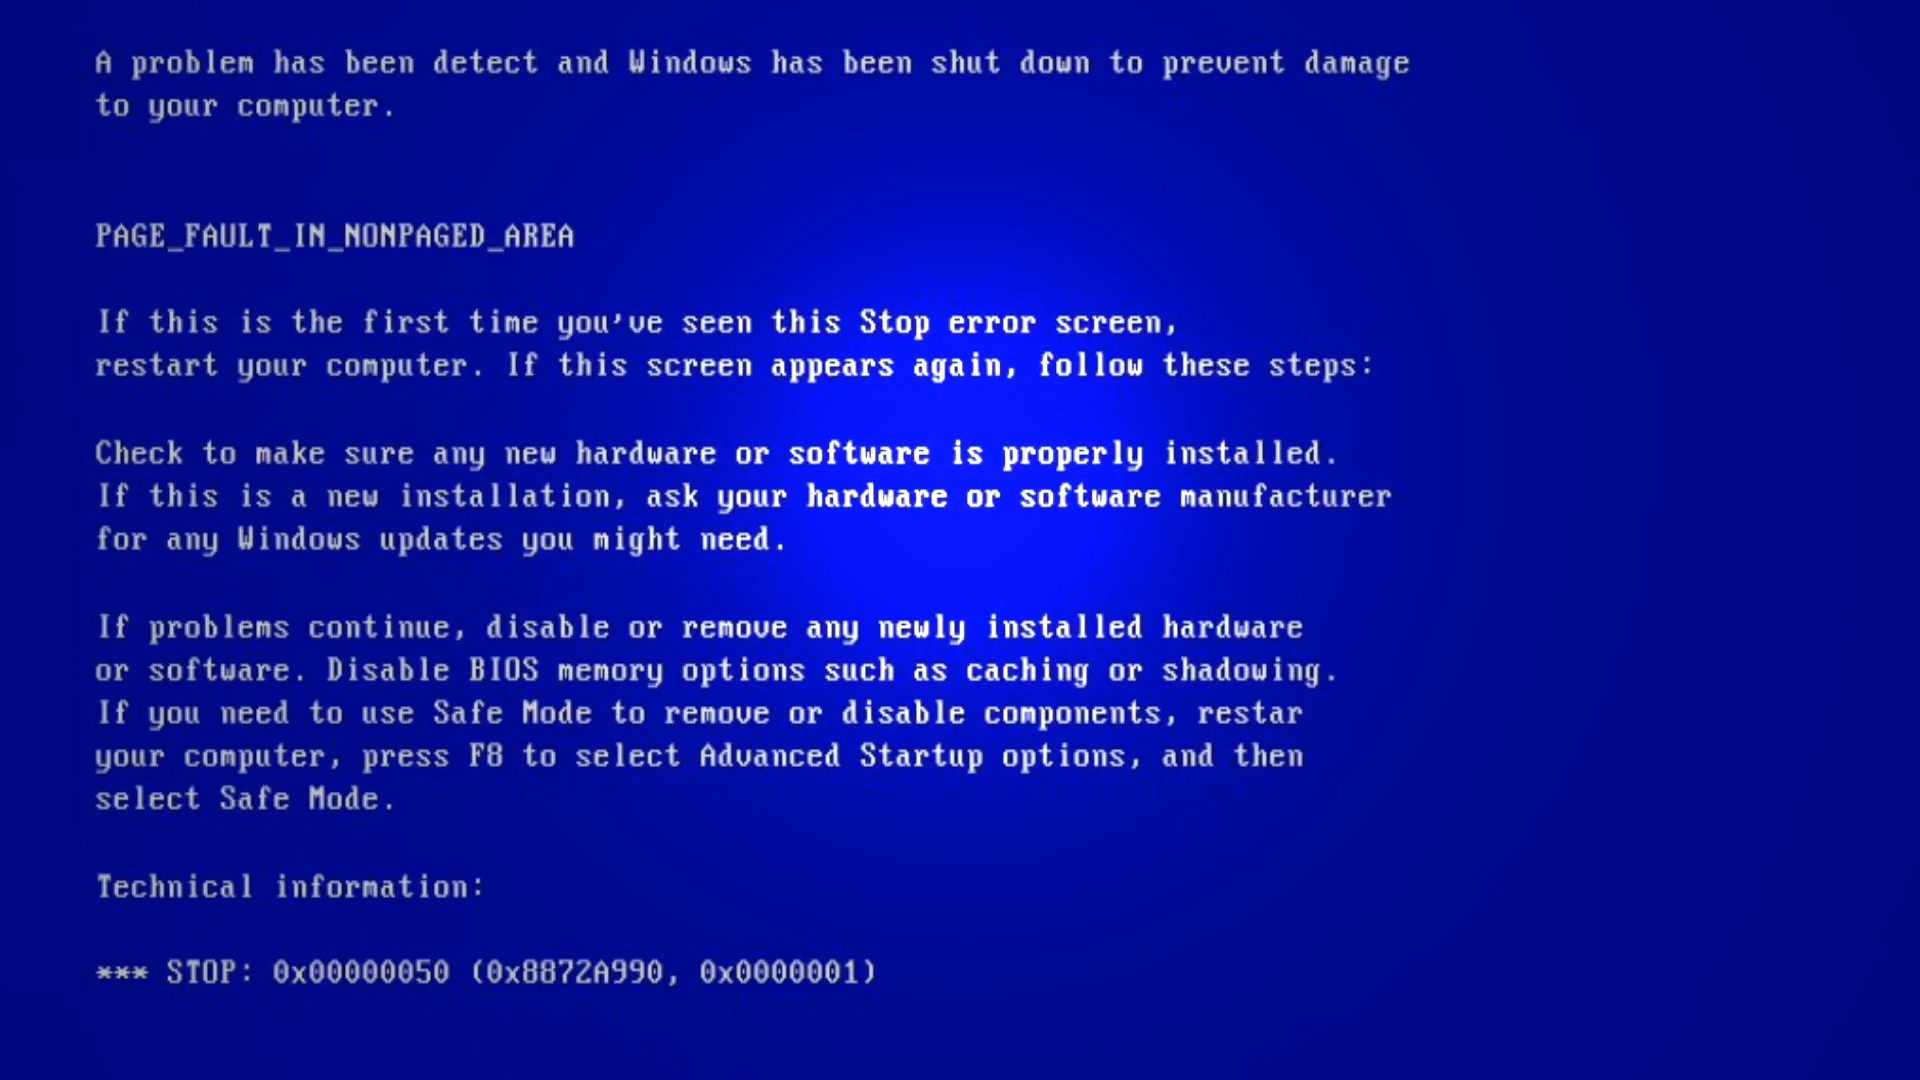 A problem has been detect and Windows has been shut down to prevent damage
to your computer.
PAGE_FAULT_IN_NONPAGED_AREA
If this is the first time you've seen this Stop error screen,
restart your computer. If this screen appears again, follow these steps:
Check to make sure any new hardware or software is properly installed.
If this is a new installation, ask your hardware or software manufacturer
for any Windows updates you might need.
If problems continue, disable or remove any newly installed hardware
or software. Disable BIOS memory options such as caching or shadowing.
If you need to use Safe Mode to remove or disable components, restar
your computer, press F8 to select Advanced Startup options, and then
select Safe Mode.
Technical information:
*** STOP: 0x00000050 (0x8872A990, 0x0000001)